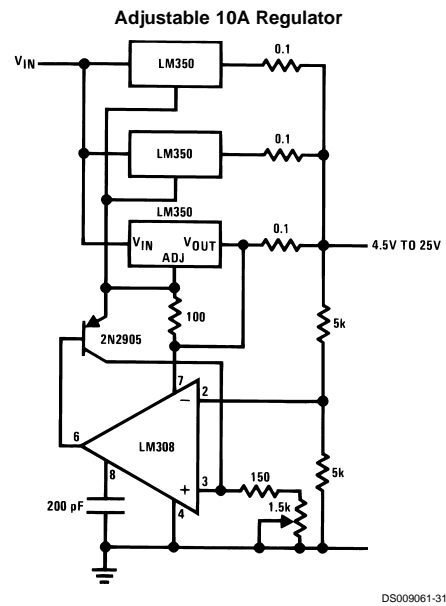 Adjustable 10A Regulator
VIN
LM350
0.1
LM350
0.1
LM350
VIN
VOUT
ADJ
0.1
4.5V TO 25V
100
5k
2N2905
7
2
−
6
LM308
8
+
3
150
5k
1.5k
200 pF
4
DS009061-31